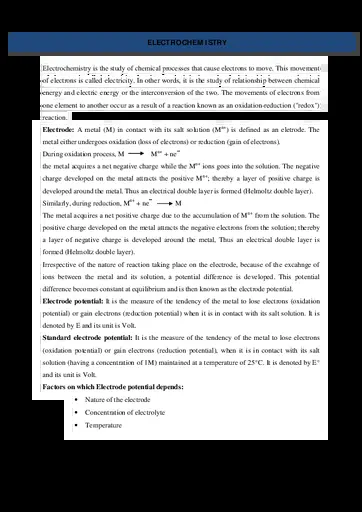 ELECTROCHEMISTRY
Electrochemistry is the study of chemical processes that cause electrons to move. This movement
of electrons is called electricity. In other words, it is the study of relationship between chemical
energy and electric energy or the interconversion of the two. The movements of electrons from
one element to another occur as a result of a reaction known as an oxidation-reduction ("redox")
reaction.
Electrode: A metal (M) in contact with its salt solution (Mⁿ⁺) is defined as an eletrode. The
metal either undergoes oxidation (loss of electrons) or reduction (gain of electrons).
During oxidation process, M ⟶ Mⁿ⁺ + ne⁻
the metal acquires a net negative charge while the Mⁿ⁺ ions goes into the solution. The negative
charge developed on the metal attracts the positive Mⁿ⁺; thereby a layer of positive charge is
developed around the metal. Thus an electrical double layer is formed (Helmoltz double layer).
Similarly, during reduction, Mⁿ⁺ + ne⁻ ⟶ M
The metal acquires a net positive charge due to the accumulation of Mⁿ⁺ from the solution. The
positive charge developed on the metal attracts the negative electrons from the solution; thereby
a layer of negative charge is developed around the metal, Thus an electrical double layer is
formed (Helmoltz double layer).
Irrespective of the nature of reaction taking place on the electrode, because of the excahnge of
ions between the metal and its solution, a potential difference is developed. This potential
difference becomes constant at equilibrium and is then known as the electrode potential.
Electrode potential: It is the measure of the tendency of the metal to lose electrons (oxidation
potential) or gain electrons (reduction potential) when it is in contact with its salt solution. It is
denoted by E and its unit is Volt.
Standard electrode potential: It is the measure of the tendency of the metal to lose electrons
(oxidation potential) or gain electrons (reduction potential), when it is in contact with its salt
solution (having a concentration of 1M) maintained at a temperature of 25°C. It is denoted by E°
and its unit is Volt.
Factors on which Electrode potential depends:
• Nature of the electrode
• Concentration of electrolyte
• Temperature